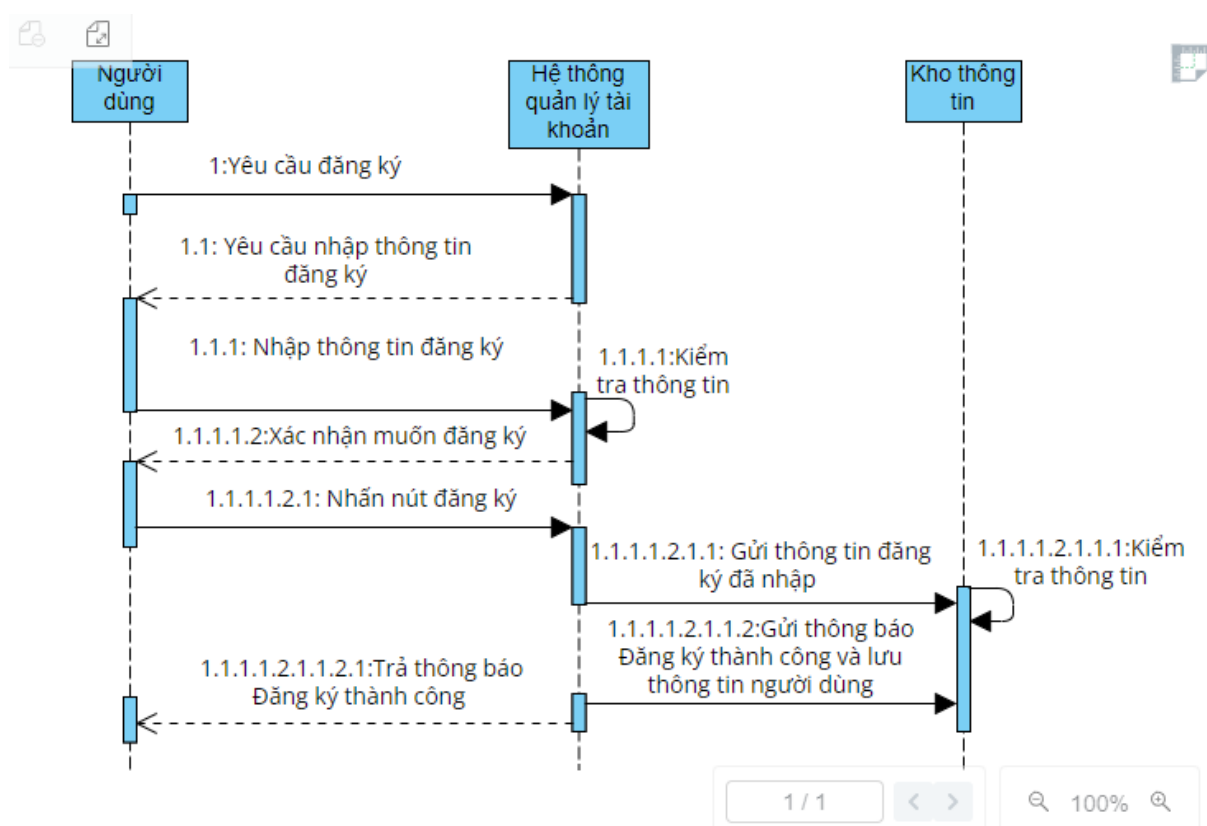 Người
dùng
Hệ thông
quản lý tài
khoản
Kho thông
tin
1:Yêu cầu đăng ký
1.1: Yêu cầu nhập thông tin
đăng ký
1.1.1: Nhập thông tin đăng ký
1.1.1.1:Kiểm
tra thông tin
1.1.1.1.2:Xác nhận muốn đăng ký
1.1.1.1.2.1: Nhấn nút đăng ký
1.1.1.1.2.1.1: Gửi thông tin đăng
ký đã nhập
1.1.1.1.2.1.1.1:Kiểm
tra thông tin
1.1.1.1.2.1.1.2:Gửi thông báo
Đăng ký thành công và lưu
thông tin người dùng
1.1.1.1.2.1.1.2.1:Trả thông báo
Đăng ký thành công
1 / 1
100%